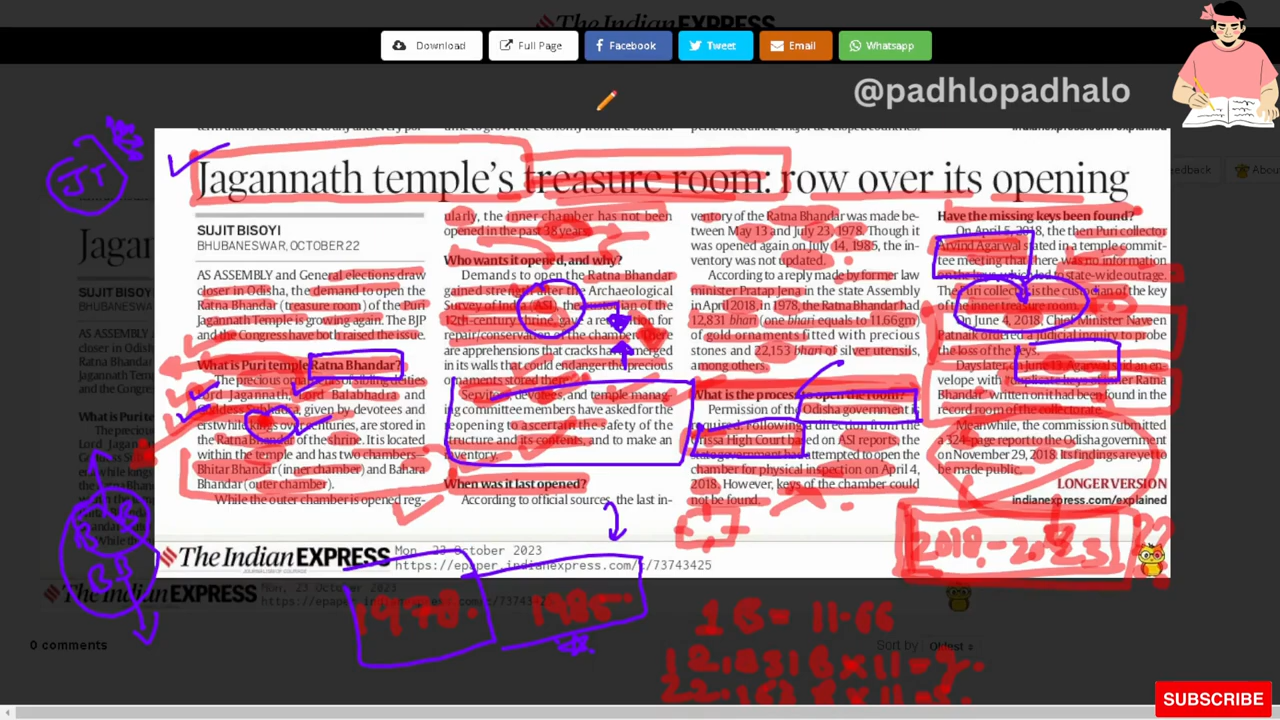 The Indian EXPRESS
Download
Full Page
Facebook
Tweet
Email
Whatsapp
@padhlopadhalo
JT
Jagannath temple's treasure room: row over its opening
SUJIT BISOYI
BHUBANESWAR, OCTOBER 22
AS ASSEMBLY and General elections draw
closer in Odisha, the demand to open the
Ratna Bhandar (treasure room) of the Puri
Jagannath Temple is growing again. The BJP
and Congress have both raised the issue.
What is Puri temple Ratna Bhandar?
The precious ornaments of sibling deities
Lord Jagannath, Lord Balabhadra and
Goddess Subhadra, given by devotees and
erstwhile kings over centuries, are stored in
the Ratna Bhandar of the shrine. It is located
within the temple and has two chambers—
Bhitar Bhandar (inner chamber) and Bahara
Bhandar (outer chamber).
While the outer chamber is opened reg-
ularly, the inner chamber has not been
opened in the past 38 years.
Who wants it opened, and why?
Demands to open the Ratna Bhandar
gained strength after the Archaeological
Survey of India (ASI), the custodian of the
12th-century shrine, gave a
repair/conservation of the chamber. There
are apprehensions that cracks have emerged
in its walls that could endanger the precious
ornaments stored there.
Servitors, devotees, and temple manag-
ing committee members have asked for the
reopening to ascertain the safety of the
structure and its contents, and to make an
inventory.
When was it last opened?
According to official sources, the last in-
ventory of the Ratna Bhandar was made be-
tween May 13 and July 23, 1978. Though it
was opened again on July 14, 1985, the in-
ventory was not updated.
According to a reply made by former law
minister Pratap Jena in the state Assembly
in April 2018, in 1978, the Ratna Bhandar had
12,831 bhari (one bhari equals to 11.66gm)
of gold ornaments fitted with precious
stones and 22,153 bhari of silver utensils,
among others.
What is the process to open the room?
Permission of the Odisha government is
required. Following a direction from the
Orissa High Court based on ASI reports, the
state government had attempted to open the
chamber for physical inspection on April 4,
2018. However, keys of the chamber could
not be found.
Have the missing keys been found?
On April 5, 2018, the then Puri collector
Arvind Agarwal stated in a temple commit-
tee meeting that there was no information
on the keys, which led to state-wide outrage.
The Puri collector is the custodian of the key
of the inner treasure room.
On June 4, 2018, Chief Minister Naveen
Patnaik ordered a judicial inquiry to probe
the loss of the keys.
Days later, on June 13, Agarwal said an en-
velope with "duplicate keys of inner Ratna
Bhandar" written on it had been found in the
record room of the collectorate.
Meanwhile, the commission submitted
a 324-page report to the Odisha government
on November 29, 2018. Its findings are yet to
be made public.
LONGER VERSION
indianexpress.com/explained
The Indian EXPRESS
Mon, 23 October 2023
https://epaper.indianexpress.com/c/73743425
2018-2023 ??
1978. 1985.
1B = 11.66
0 comments
Sort by
Oldest
SUBSCRIBE